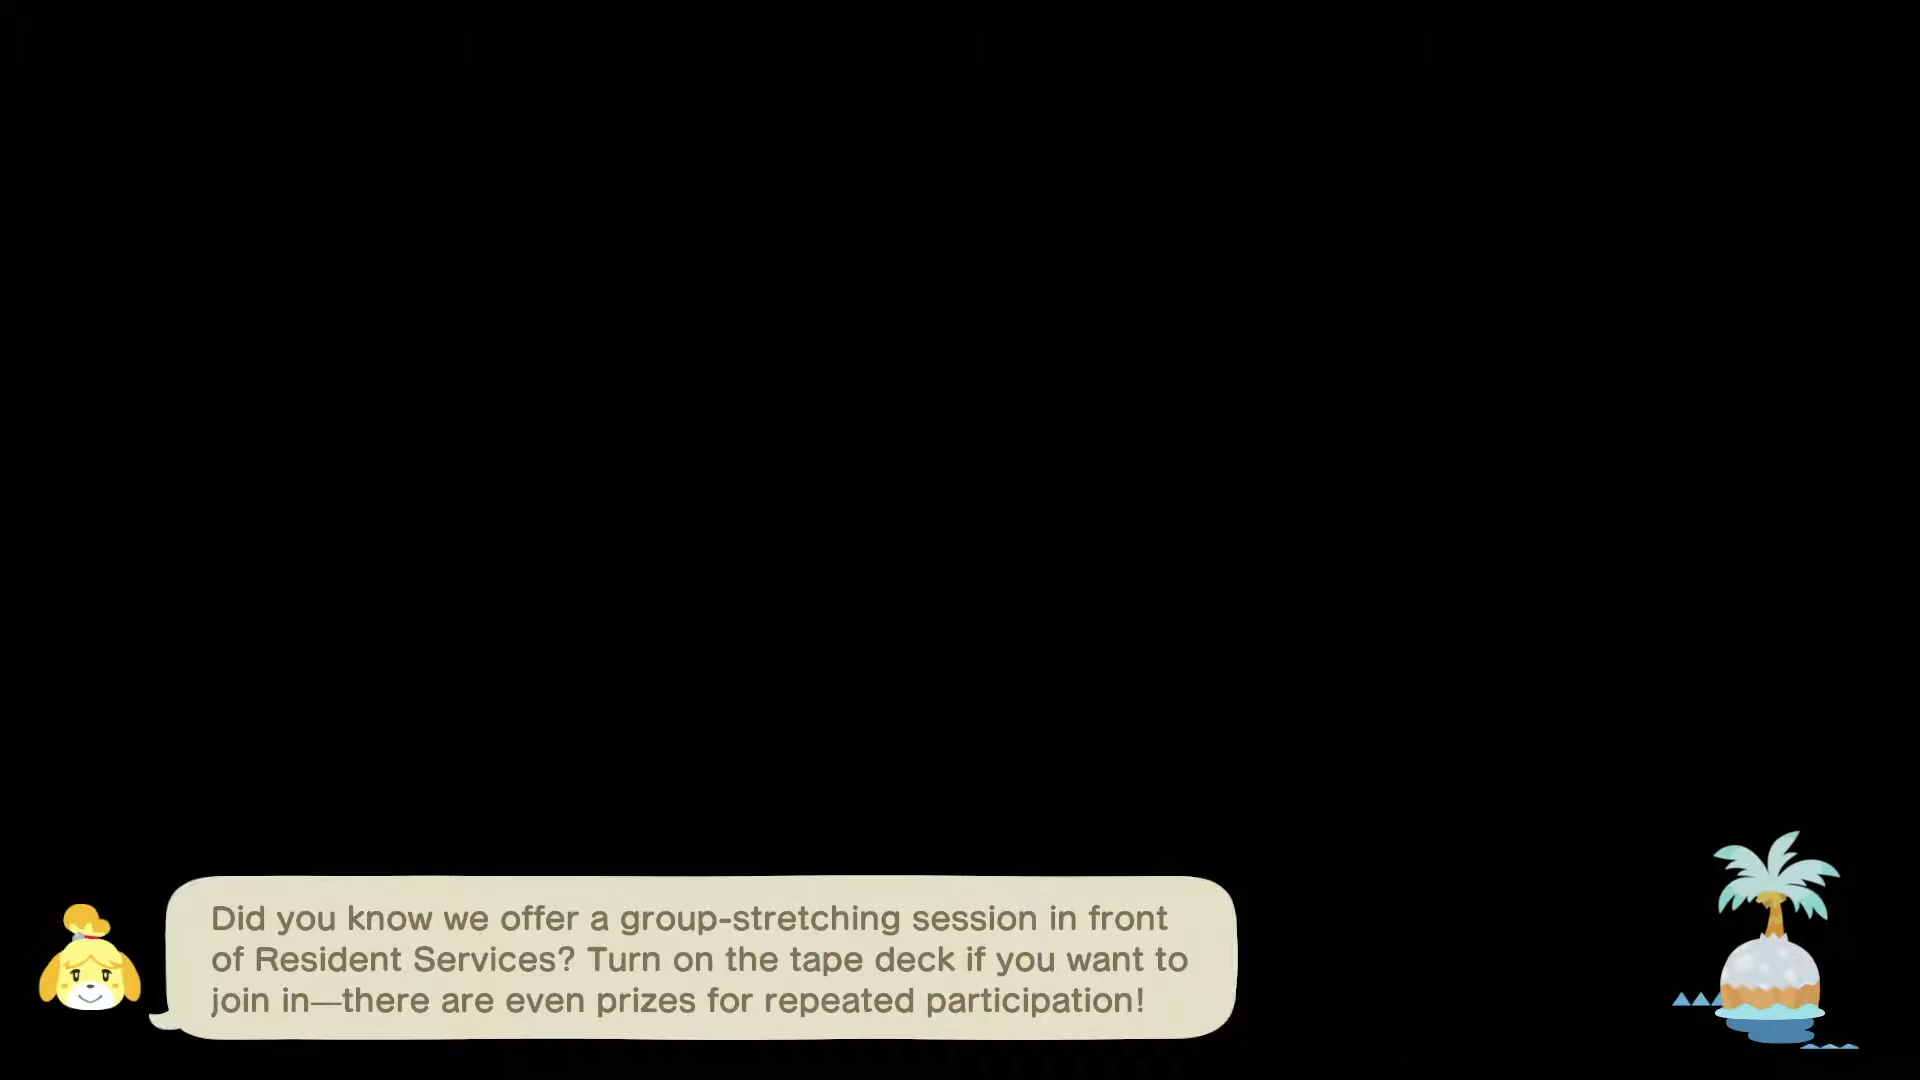 Did you know we offer a group-stretching session in front
of Resident Services? Turn on the tape deck if you want to
join in—there are even prizes for repeated participation!